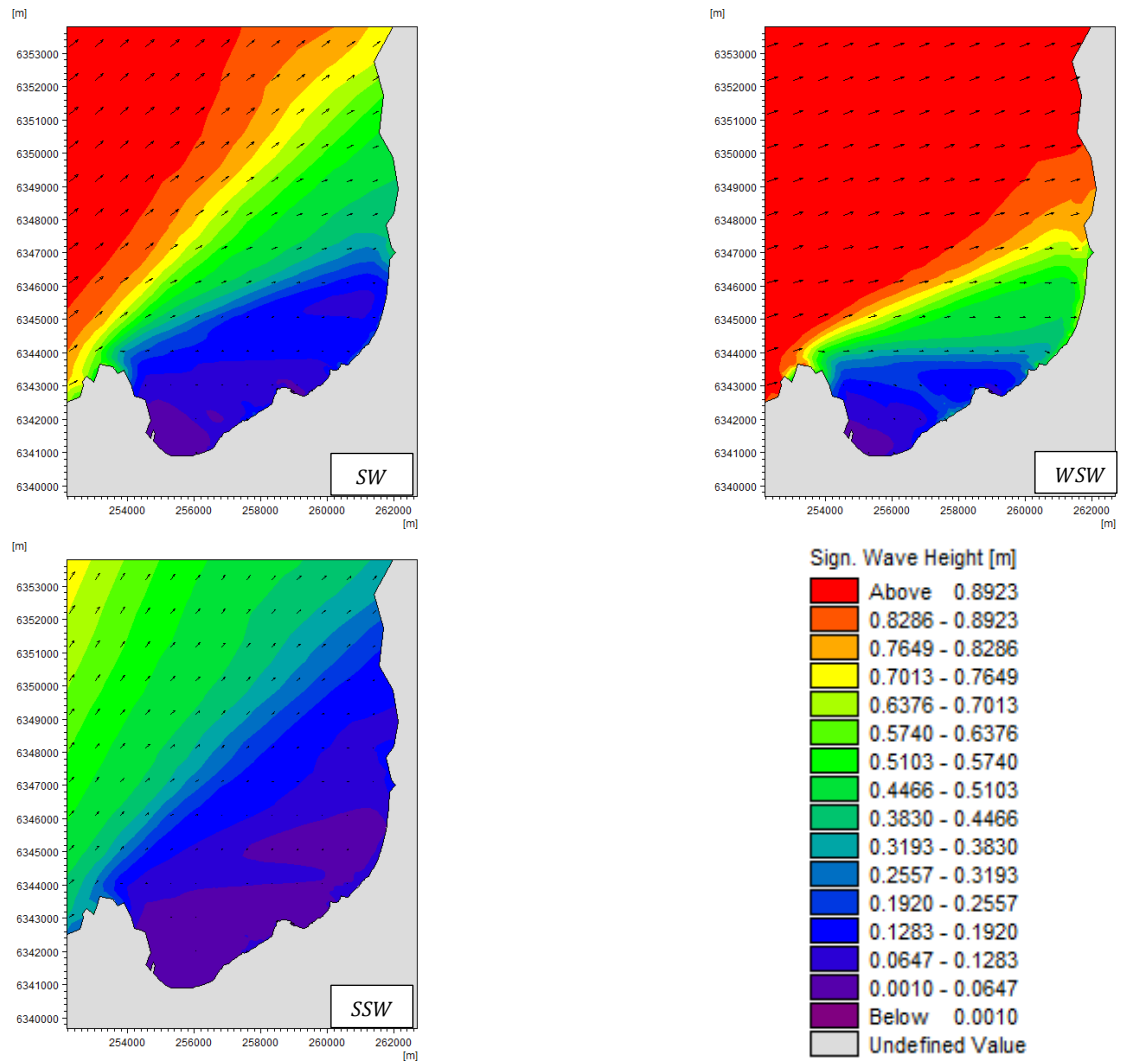 [m]
6353000
6352000
6351000
6350000
6349000
6348000
6347000
6346000
6345000
6344000
6343000
6342000
6341000
6340000
SW
254000 256000 258000 260000 262000
[m]
[m]
6353000
6352000
6351000
6350000
6349000
6348000
6347000
6346000
6345000
6344000
6343000
6342000
6341000
6340000
WSW
254000 256000 258000 260000 262000
[m]
[m]
6353000
6352000
6351000
6350000
6349000
6348000
6347000
6346000
6345000
6344000
6343000
6342000
6341000
6340000
SSW
254000 256000 258000 260000 262000
[m]
Sign. Wave Height [m]
Above 0.8923
0.8286 - 0.8923
0.7649 - 0.8286
0.7013 - 0.7649
0.6376 - 0.7013
0.5740 - 0.6376
0.5103 - 0.5740
0.4466 - 0.5103
0.3830 - 0.4466
0.3193 - 0.3830
0.2557 - 0.3193
0.1920 - 0.2557
0.1283 - 0.1920
0.0647 - 0.1283
0.0010 - 0.0647
Below 0.0010
Undefined Value